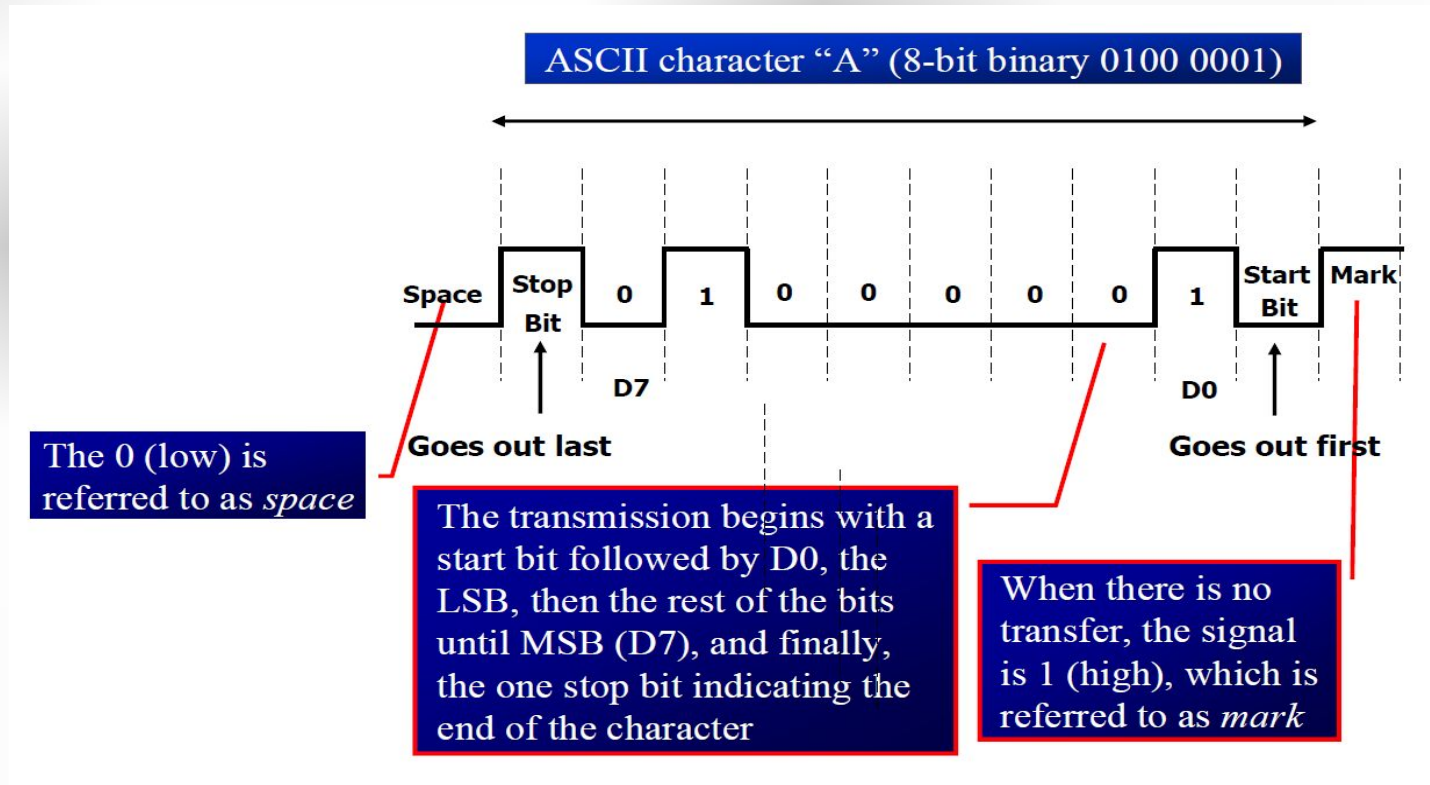 ASCII character “A” (8-bit binary 0100 0001)
Space
Stop
Bit
0
1
0
0
0
0
0
1
Start
Bit
Mark
D7
D0
Goes out last
Goes out first
The 0 (low) is
referred to as space
The transmission begins with a
start bit followed by D0, the
LSB, then the rest of the bits
until MSB (D7), and finally,
the one stop bit indicating the
end of the character
When there is no
transfer, the signal
is 1 (high), which is
referred to as mark